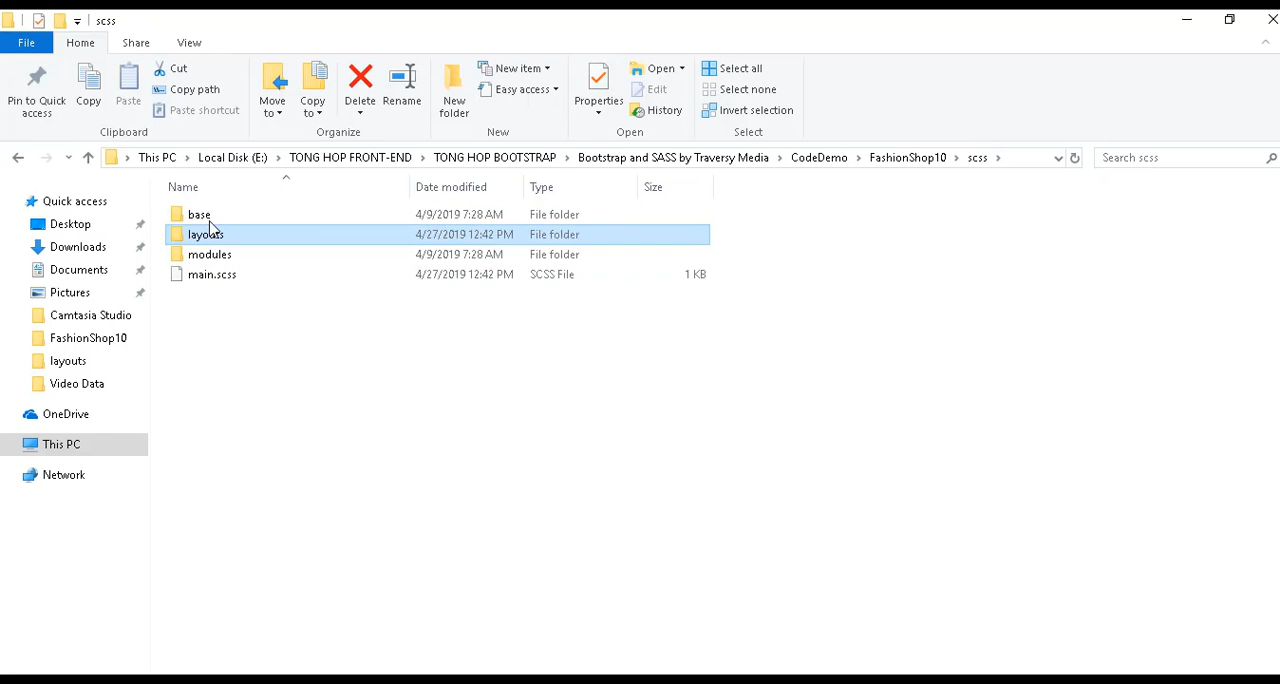 scss
File Home Share View
Pin to Quick access
Copy
Paste
Cut
Copy path
Paste shortcut
Clipboard
Move to
Copy to
Delete
Rename
Organize
New folder
New item
Easy access
New
Properties
Open
Edit
History
Open
Select all
Select none
Invert selection
Select
This PC > Local Disk (E:) > TONG HOP FRONT-END > TONG HOP BOOTSTRAP > Bootstrap and SASS by Traversy Media > CodeDemo > FashionShop10 > scss >
Search scss
Quick access
Desktop
Downloads
Documents
Pictures
Camtasia Studio
FashionShop10
layouts
Video Data
OneDrive
This PC
Network
Name Date modified Type Size
base 4/9/2019 7:28 AM File folder
layouts 4/27/2019 12:42 PM File folder
modules 4/9/2019 7:28 AM File folder
main.scss 4/27/2019 12:42 PM SCSS File 1 KB